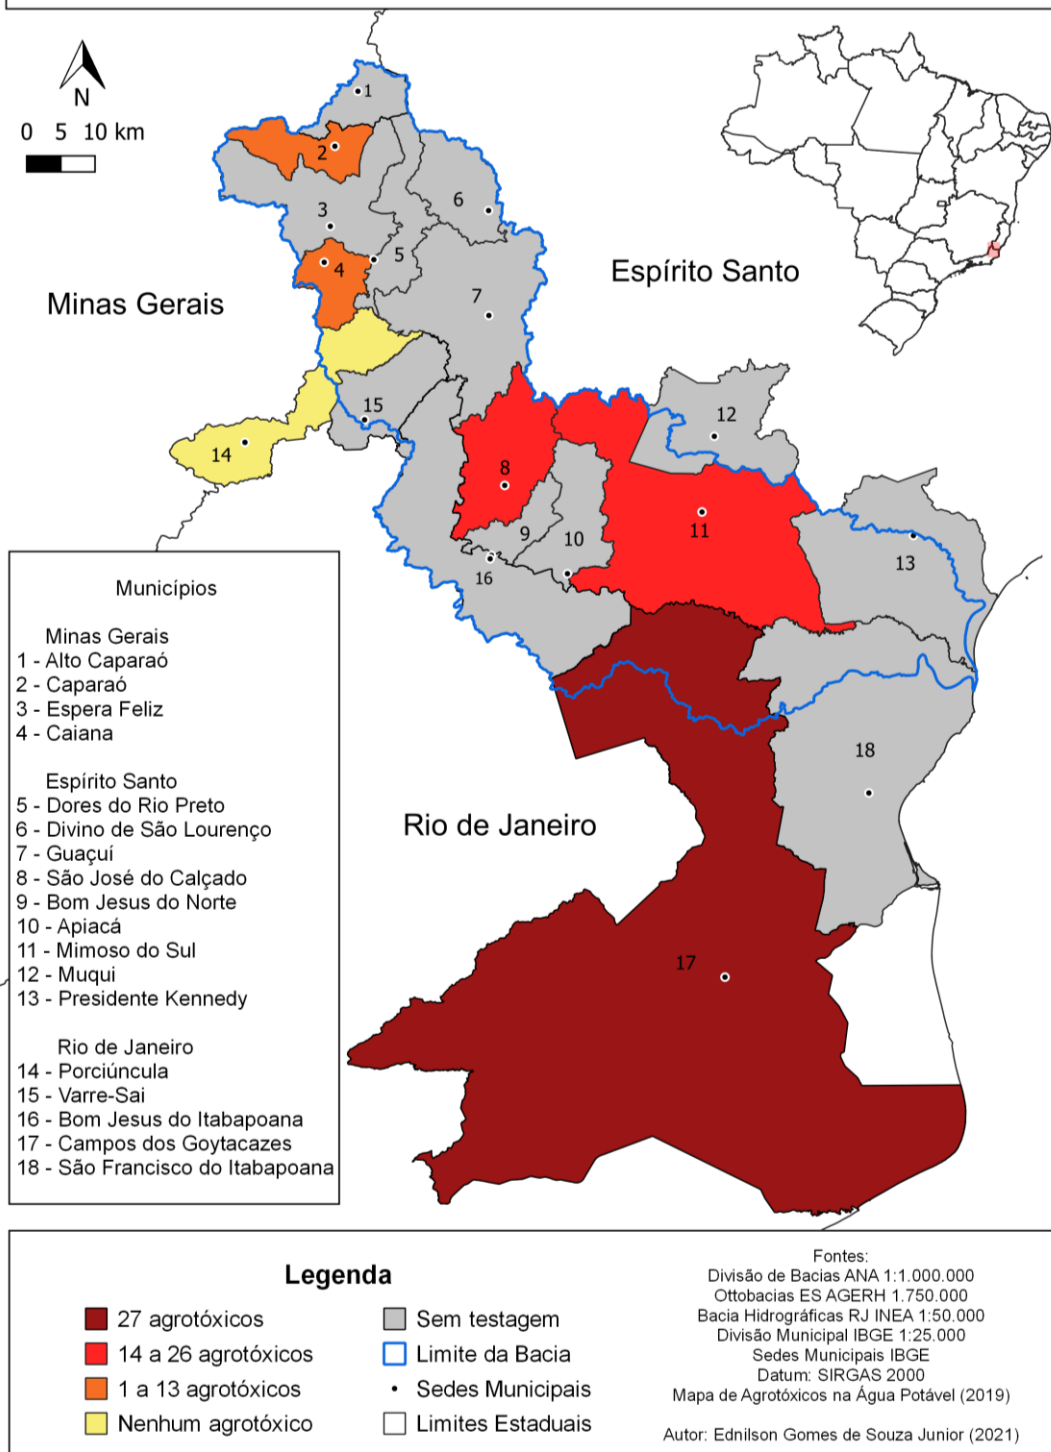 N
0 5 10 km
1
2
3
4
5
6
7
8
9
10
11
12
13
14
15
16
17
18
Minas Gerais
Espírito Santo
Rio de Janeiro
Municípios
Minas Gerais
1 - Alto Caparaó
2 - Caparaó
3 - Espera Feliz
4 - Caiana
Espírito Santo
5 - Dores do Rio Preto
6 - Divino de São Lourenço
7 - Guaçuí
8 - São José do Calçado
9 - Bom Jesus do Norte
10 - Apiacá
11 - Mimoso do Sul
12 - Muqui
13 - Presidente Kennedy
Rio de Janeiro
14 - Porciúncula
15 - Varre-Sai
16 - Bom Jesus do Itabapoana
17 - Campos dos Goytacazes
18 - São Francisco do Itabapoana
Legenda
27 agrotóxicos
14 a 26 agrotóxicos
1 a 13 agrotóxicos
Nenhum agrotóxico
Sem testagem
Limite da Bacia
Sedes Municipais
Limites Estaduais
Fontes:
Divisão de Bacias ANA 1:1.000.000
Ottobacias ES AGERH 1.750.000
Bacia Hidrográficas RJ INEA 1:50.000
Divisão Municipal IBGE 1:25.000
Sedes Municipais IBGE
Datum: SIRGAS 2000
Mapa de Agrotóxicos na Água Potável (2019)
Autor: Ednilson Gomes de Souza Junior (2021)